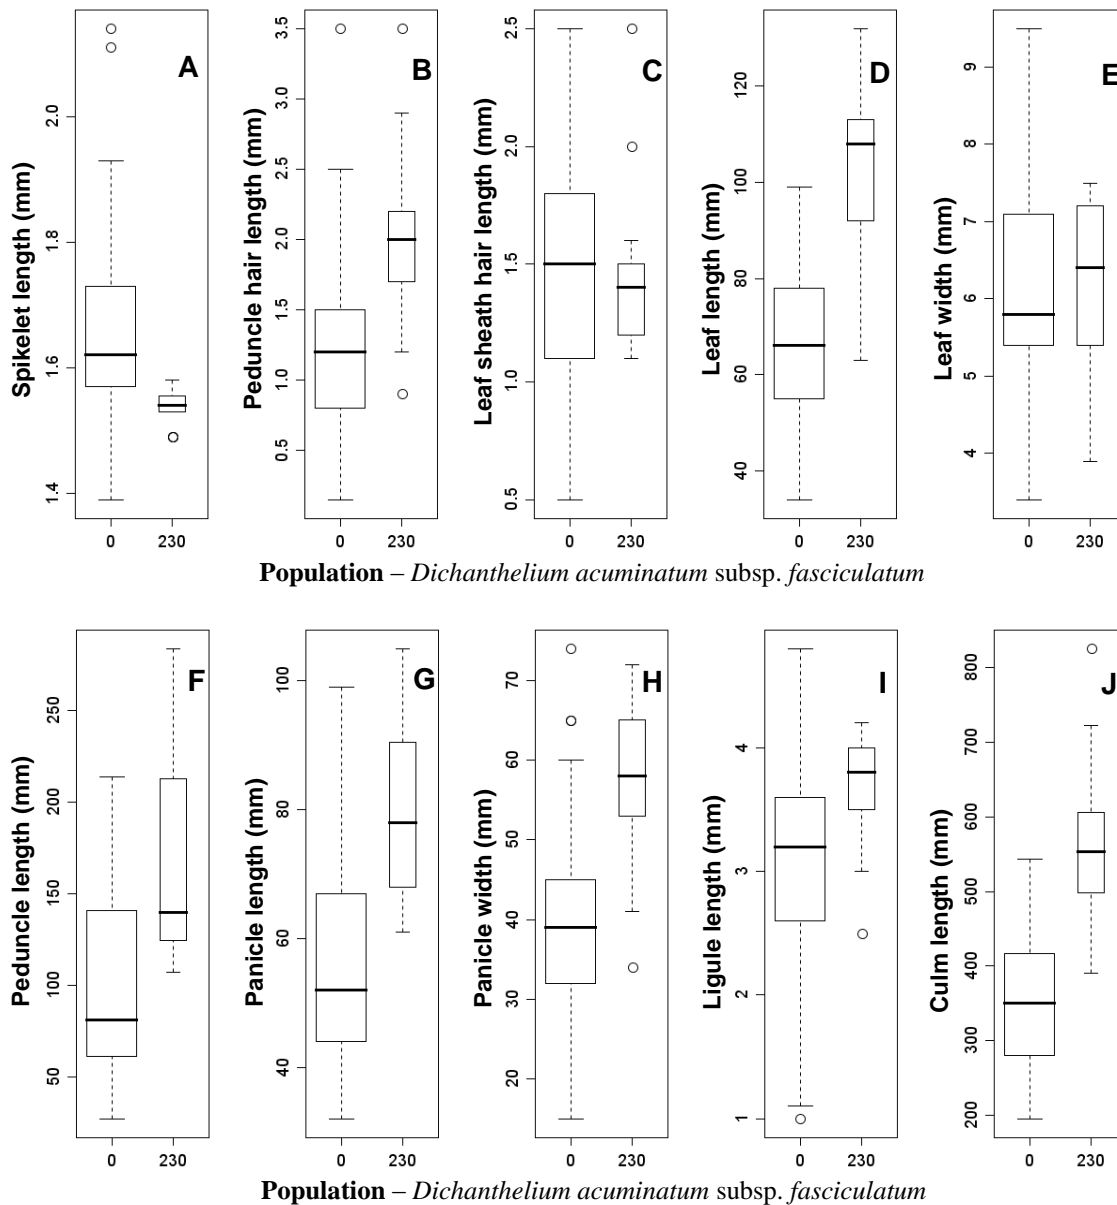 A
Spikelet length (mm)
1.4 1.6 1.8 2.0
0 230
B
Peduncle hair length (mm)
0.5 1.0 1.5 2.0 2.5 3.0 3.5
0 230
C
Leaf sheath hair length (mm)
0.5 1.0 1.5 2.0 2.5
0 230
D
Leaf length (mm)
40 60 80 100 120
0 230
E
Leaf width (mm)
4 5 6 7 8 9
0 230
Population – Dichanthelium acuminatum subsp. fasciculatum
F
Peduncle length (mm)
50 100 150 200 250
0 230
G
Panicle length (mm)
40 60 80 100
0 230
H
Panicle width (mm)
20 30 40 50 60 70
0 230
I
Ligule length (mm)
1 2 3 4
0 230
J
Culm length (mm)
200 300 400 500 600 700 800
0 230
Population – Dichanthelium acuminatum subsp. fasciculatum